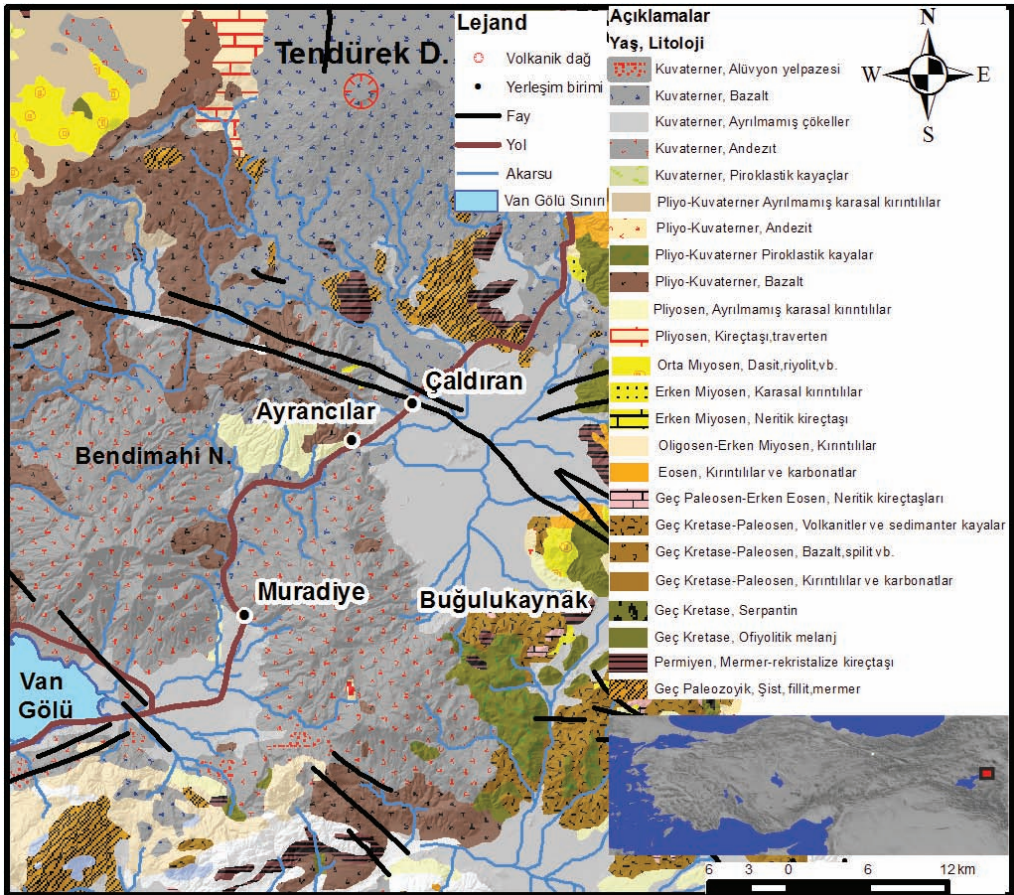 Tendürek D.
Çaldıran
Ayrancılar
Bendimahi N.
Muradiye
Buğulukaynak
Van
Gölü
Lejand
Volkanik dağ
Yerleşim birimi
Fay
Yol
Akarsu
Van Gölü Sınırı
Açıklamalar
Yaş, Litoloji
Kuvaterner, Alüvyon yelpazesi
Kuvaterner, Bazalt
Kuvaterner, Ayrılmamış çökeller
Kuvaterner, Andezit
Kuvaterner, Piroklastik kayaçlar
Pliyo-Kuvaterner Ayrılmamış karasal kırıntılılar
Pliyo-Kuvaterner, Andezit
Pliyo-Kuvaterner Piroklastik kayalar
Pliyo-Kuvaterner, Bazalt
Pliyosen, Ayrılmamış karasal kırıntılılar
Pliyosen, Kireçtaşı,traverten
Orta Miyosen, Dasit,riyolit,vb.
Erken Miyosen, Karasal kırıntılılar
Erken Miyosen, Neritik kireçtaşı
Oligosen-Erken Miyosen, Kırıntılılar
Eosen, Kırıntılılar ve karbonatlar
Geç Paleosen-Erken Eosen, Neritik kireçtaşları
Geç Kretase-Paleosen, Volkanitler ve sedimanter kayalar
Geç Kretase-Paleosen, Bazalt,spilit vb.
Geç Kretase-Paleosen, Kırıntılılar ve karbonatlar
Geç Kretase, Serpantin
Geç Kretase, Ofiyolitik melanj
Permiyen, Mermer-rekristalize kireçtaşı
Geç Paleozoyik, Şist, fillit,mermer
N
W E
S
6 3 0 6 12 km